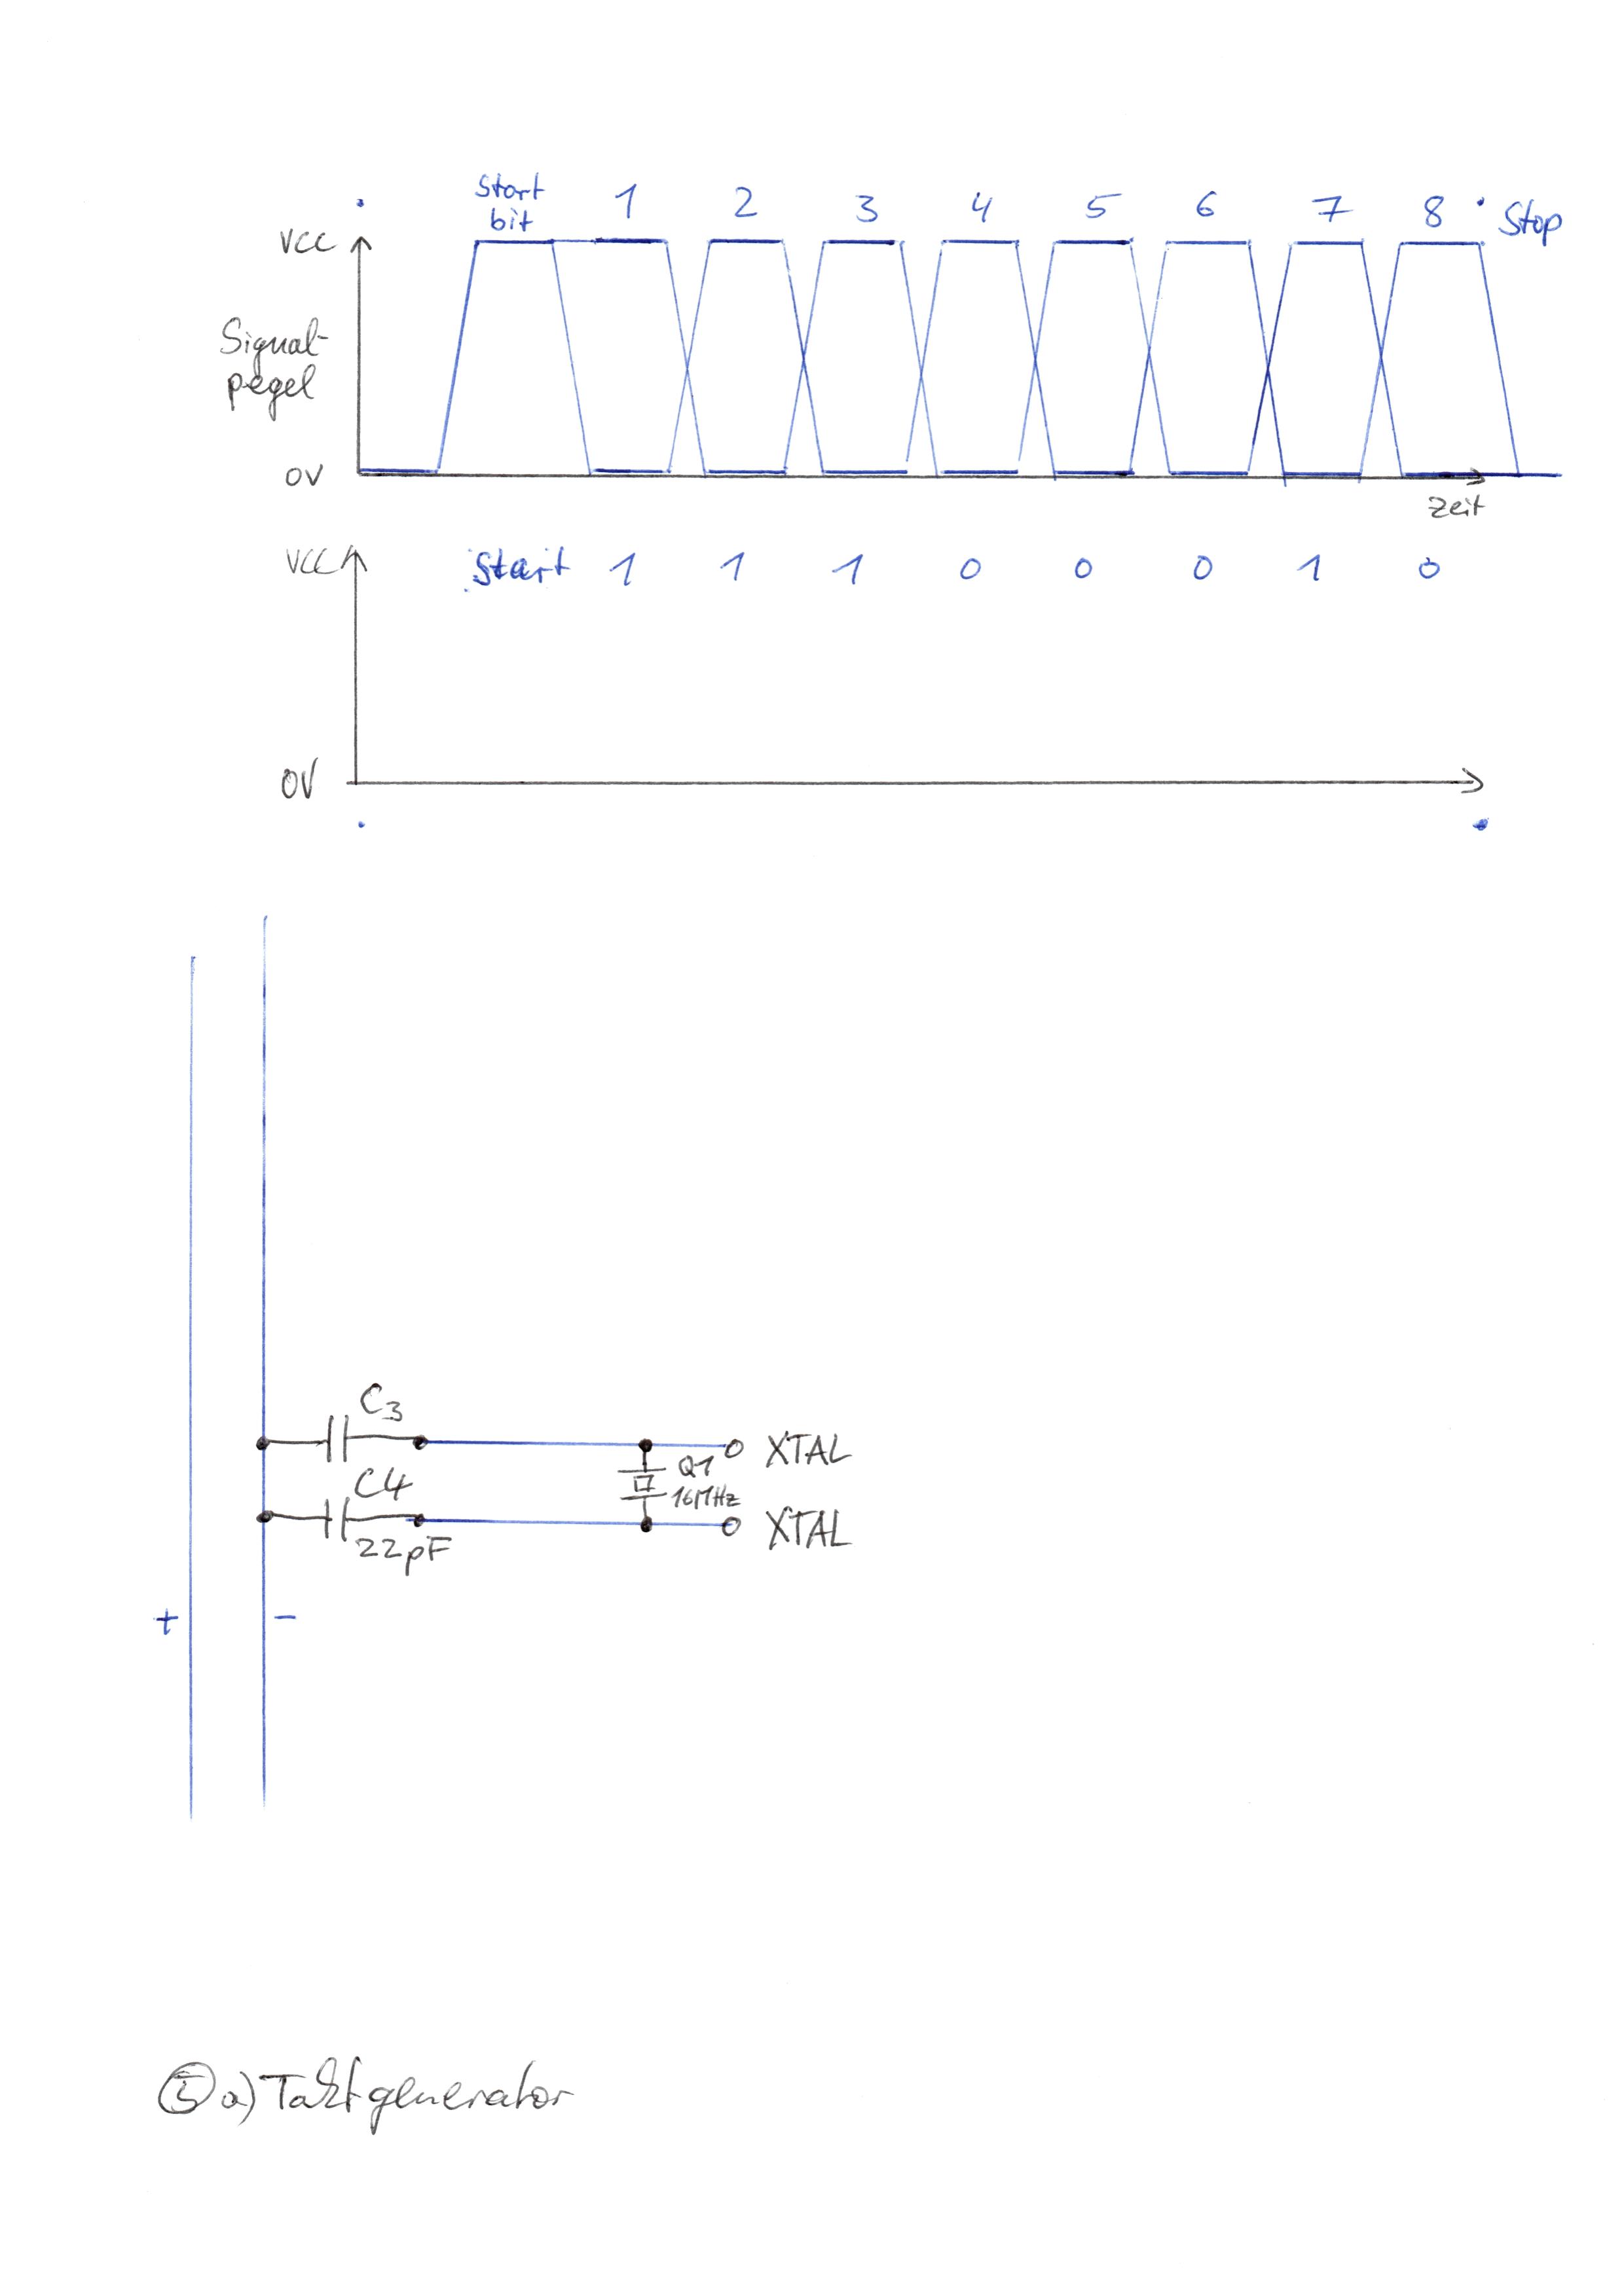 Start
bit 1 2 3 4 5 6 7 8 Stop
VCC
Signal-
pegel
0V
Zeit
VCC Start 1 1 1 0 0 0 1 0
0V
C3
XTAL
Q1
16MHz
C4
XTAL
22pF
+ -
5 a) Taktgenerator